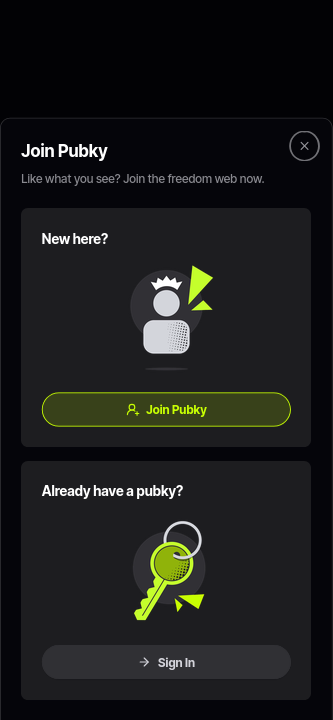 Join Pubky
Like what you see? Join the freedom web now.
New here?
Join Pubky
Already have a pubky?
Sign In